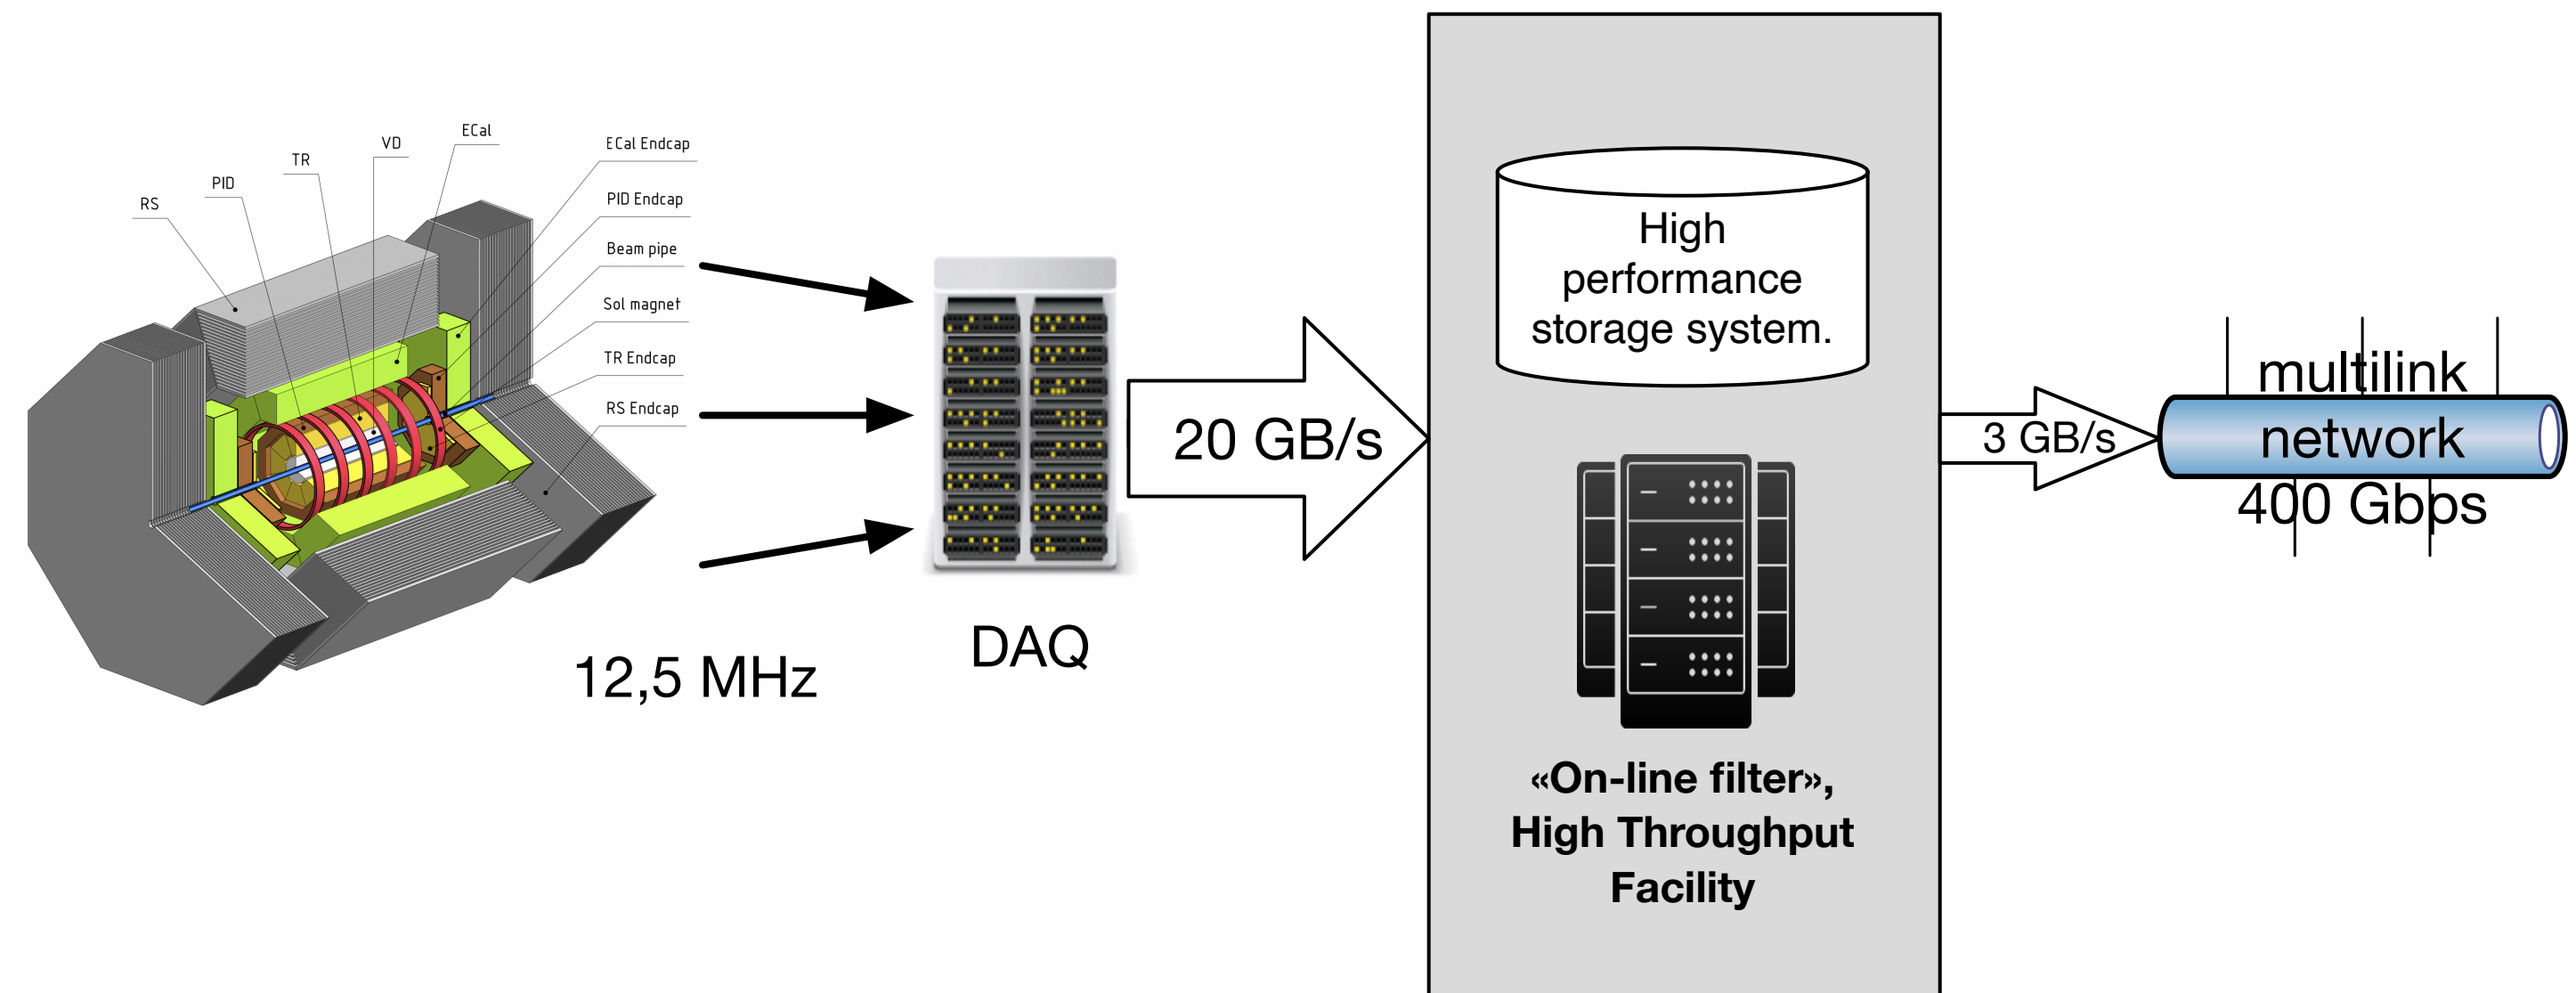 RS
PID
TR
VD
ECal
ECal Endcap
PID Endcap
Beam pipe
Sol magnet
TR Endcap
RS Endcap
12,5 MHz
DAQ
20 GB/s
High
performance
storage system.
«On-line filter»,
High Throughput
Facility
3 GB/s
multilink
network
400 Gbps